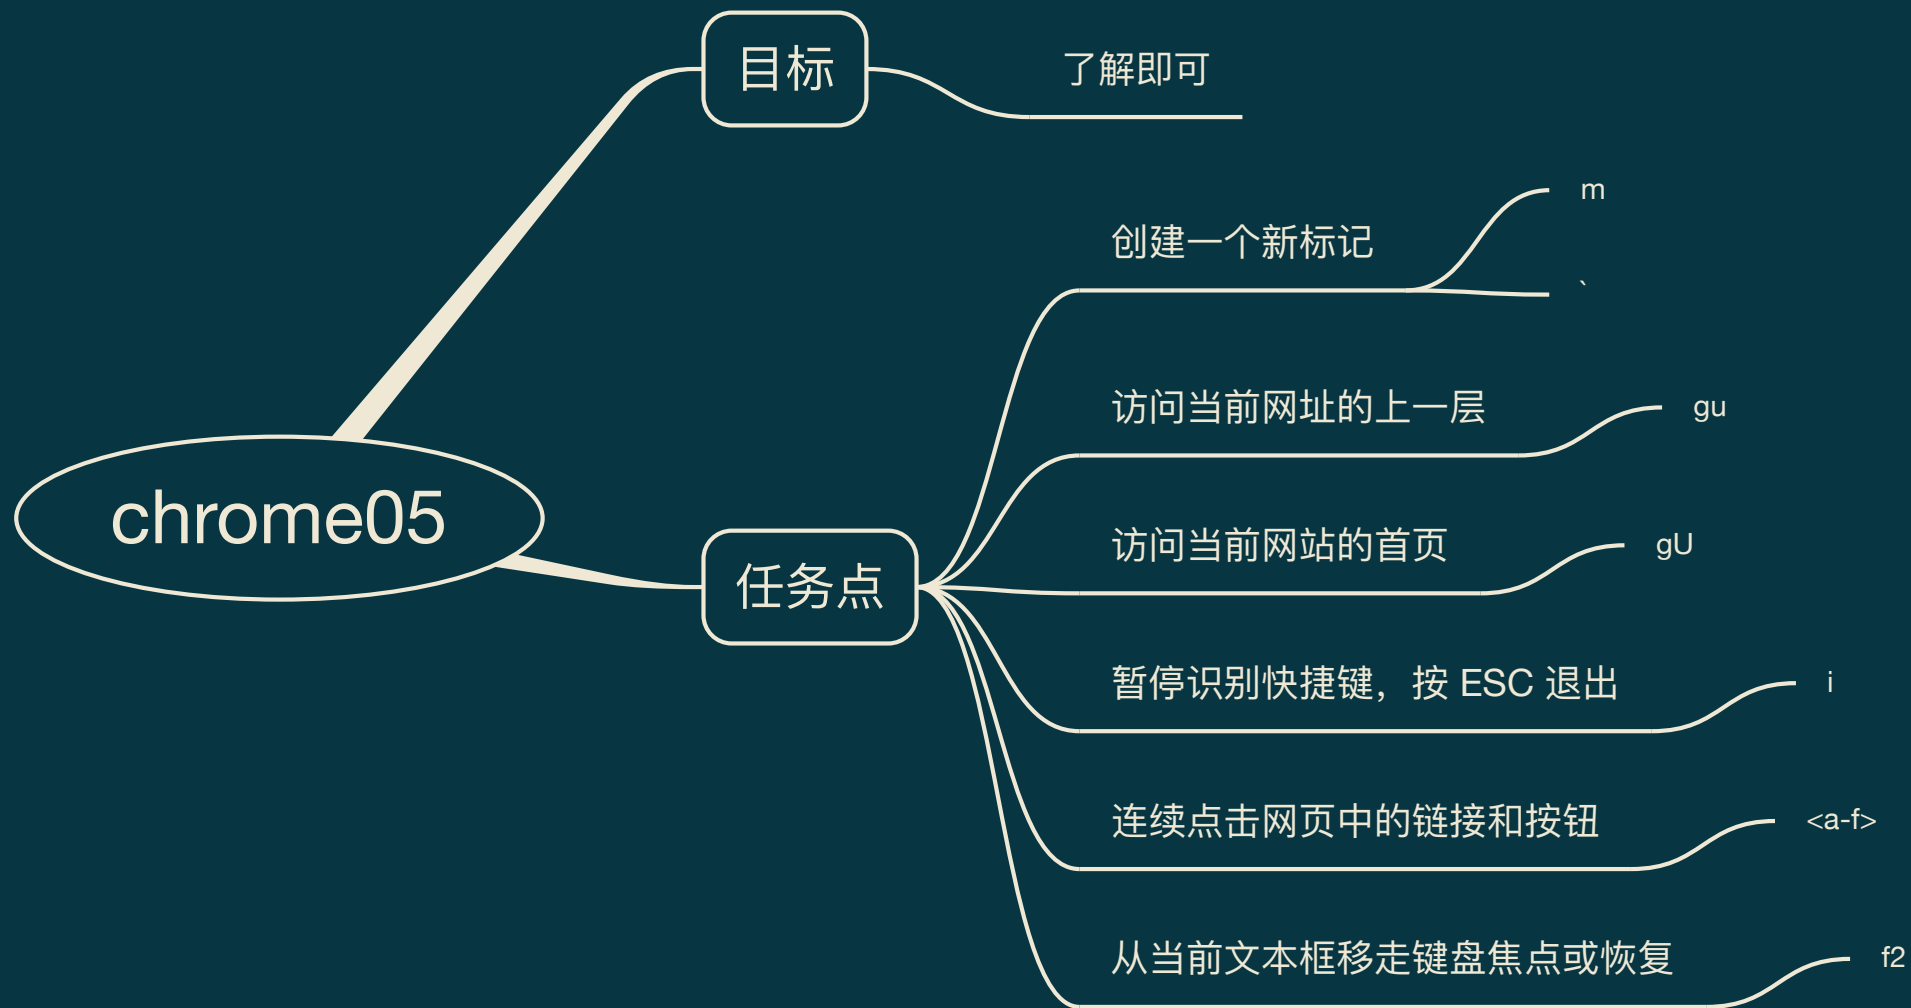 目标
了解即可
chrome05
任务点
创建一个新标记
m
`
访问当前网址的上一层
gu
访问当前网站的首页
gU
暂停识别快捷键，按 ESC 退出
i
连续点击网页中的链接和按钮
<a-f>
从当前文本框移走键盘焦点或恢复
f2